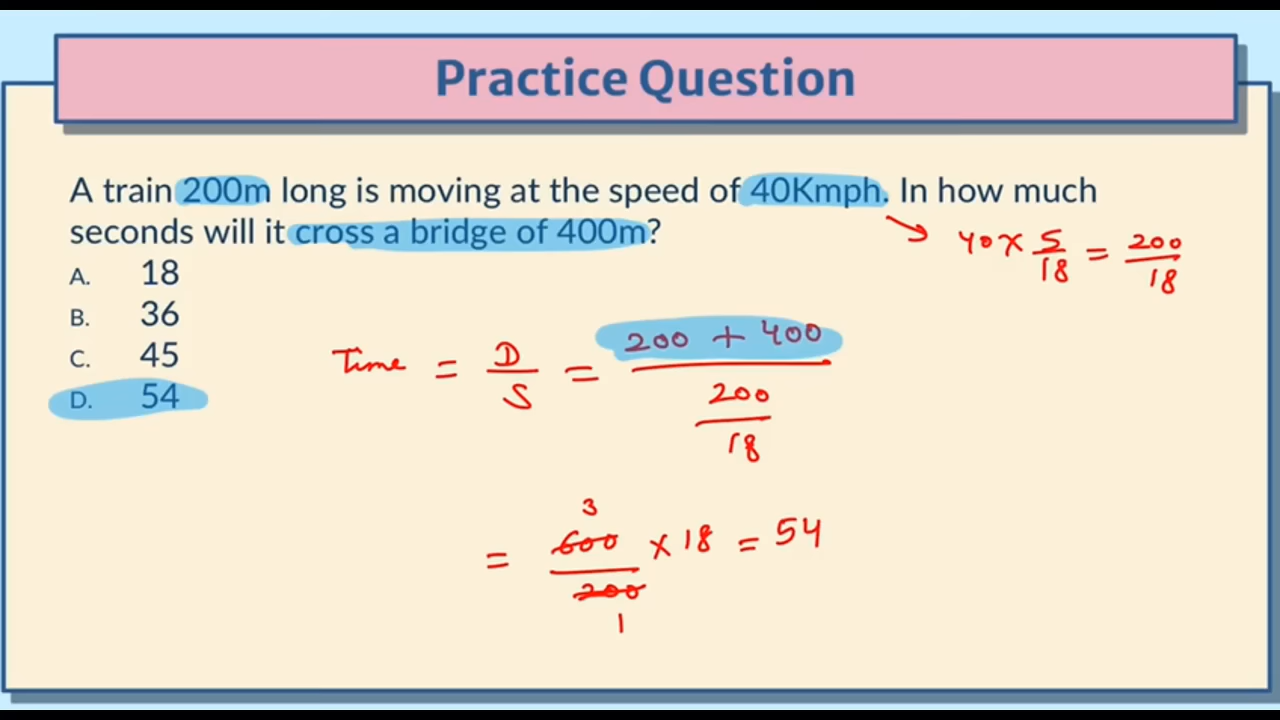 Practice Question
A train 200m long is moving at the speed of 40Kmph. In how much
seconds will it cross a bridge of 400m?
40 × 5/18 = 200/18
A. 18
B. 36
C. 45
D. 54
Time = D/S = 200 + 400
200
18
3
= 600/200 × 18 = 54
1